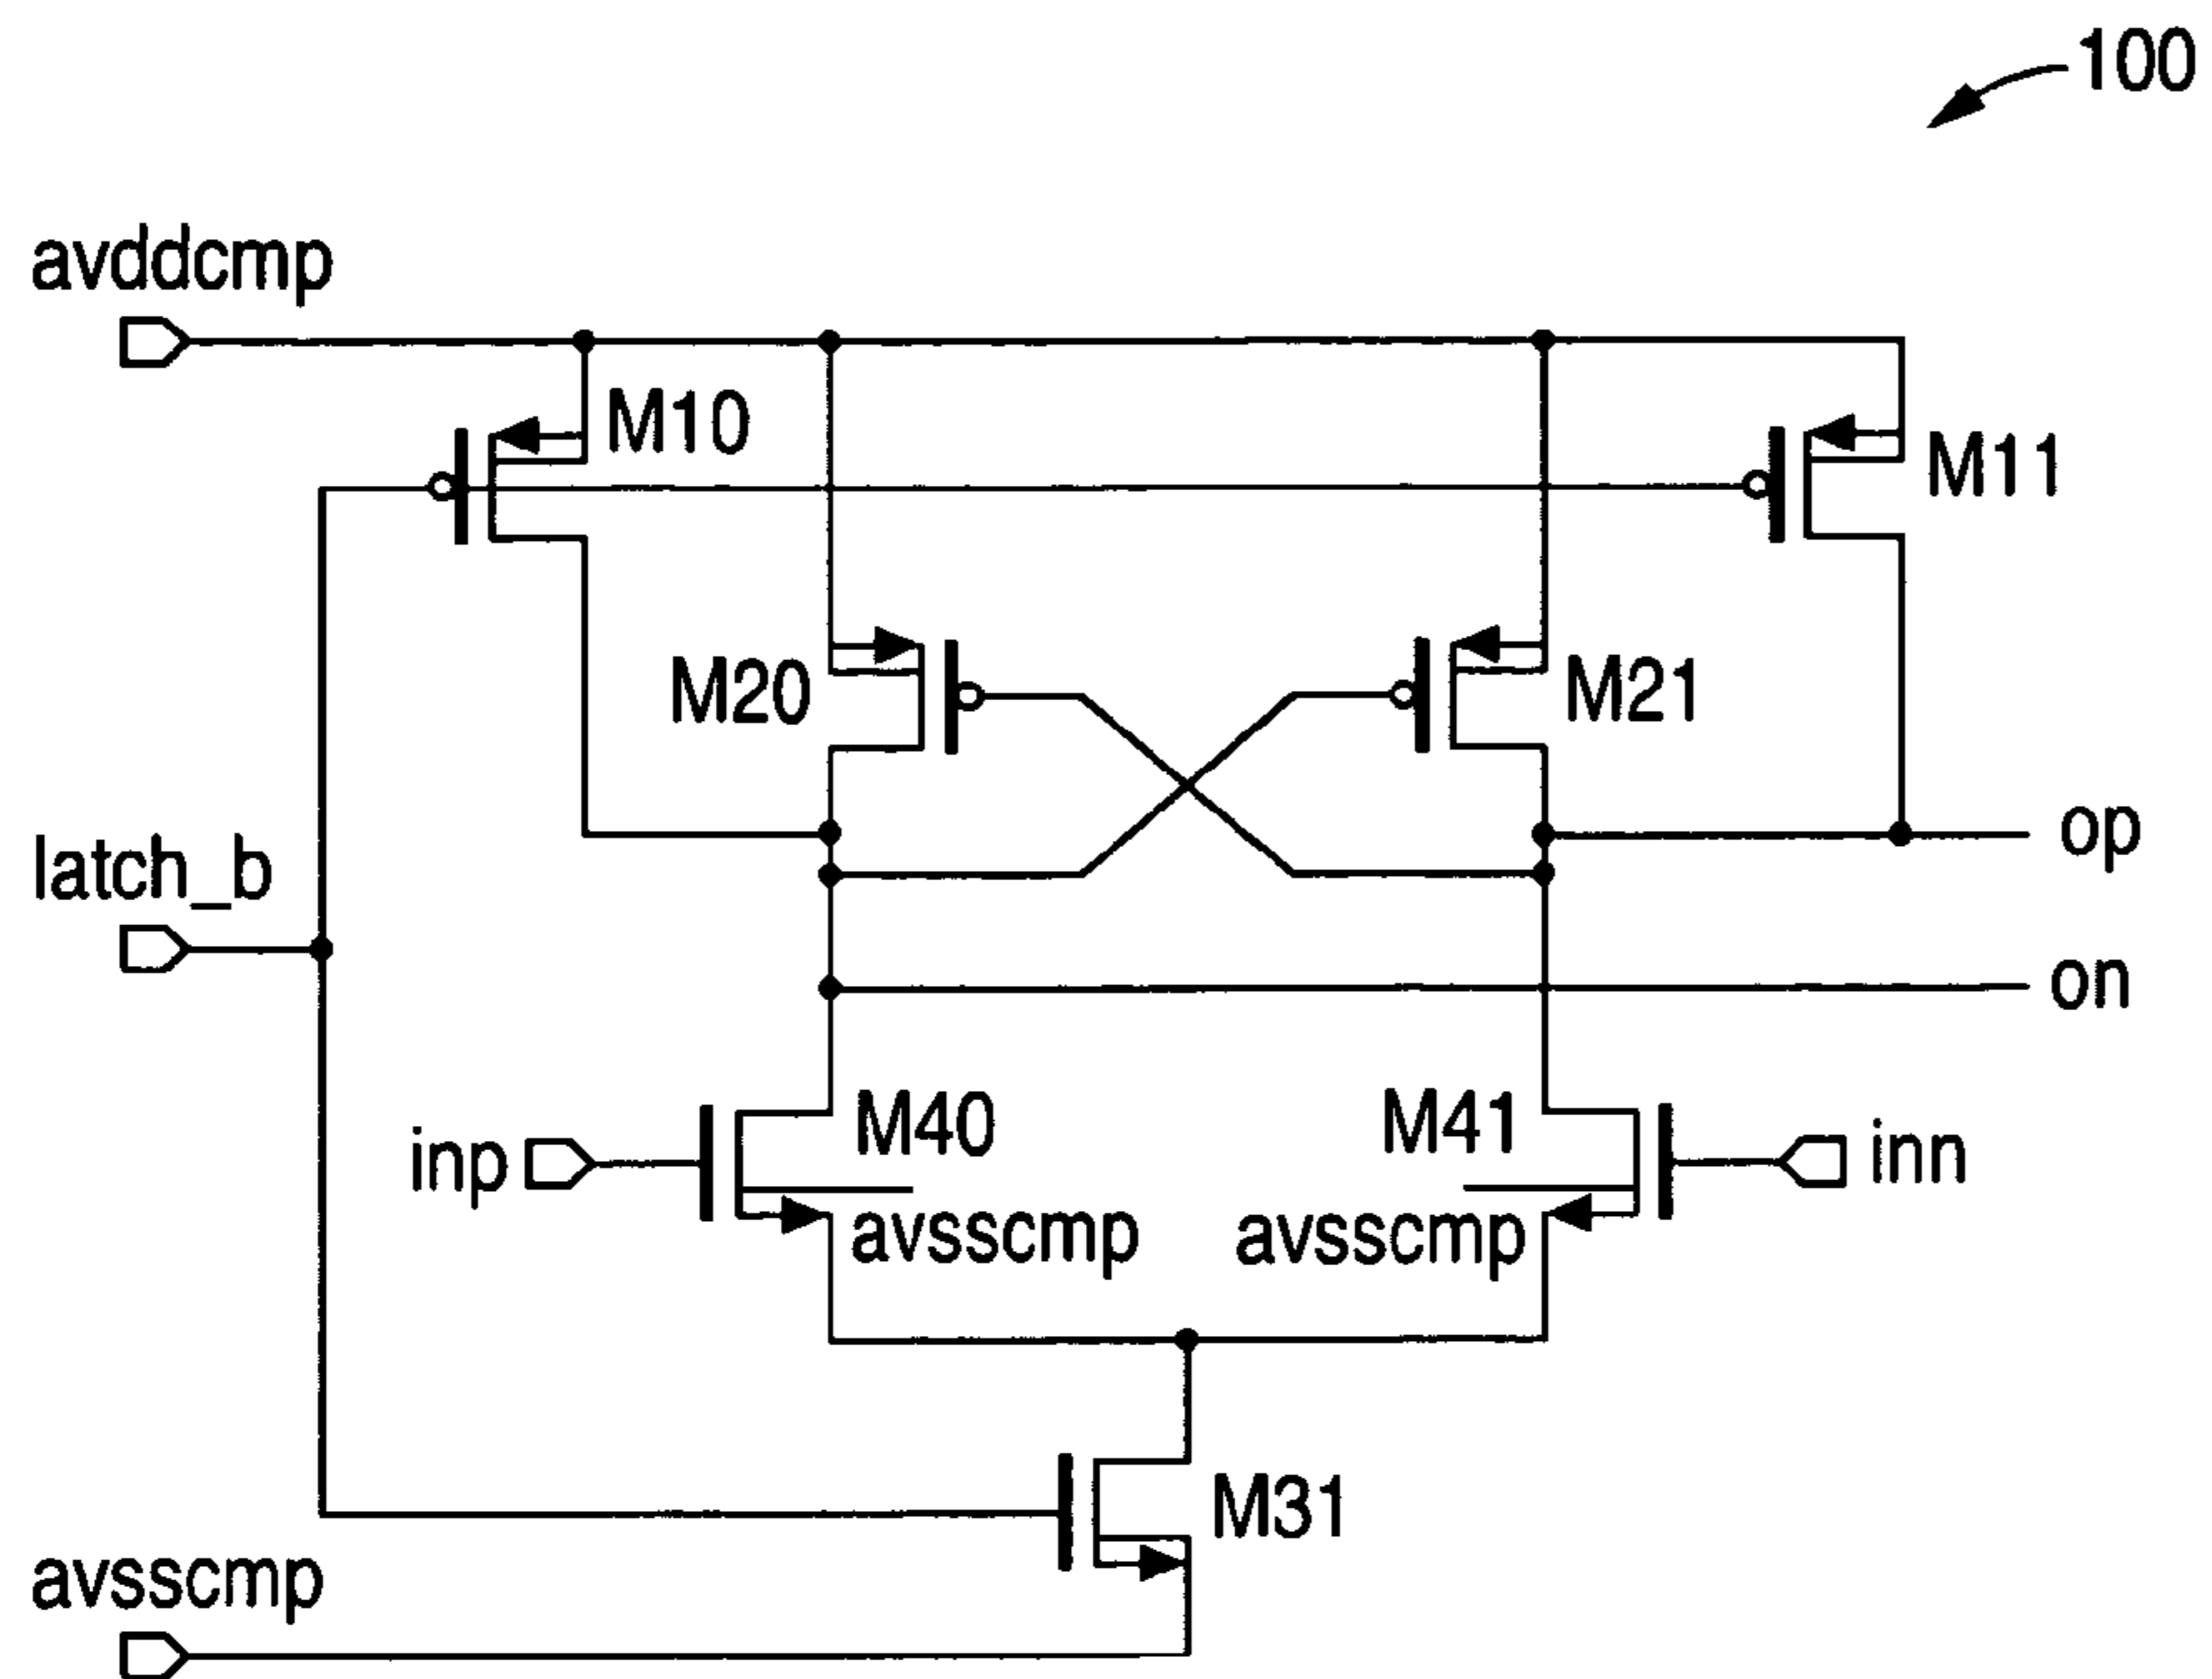 100
avddcmp
M10
M11
M20
M21
op
latch_b
on
M40
M41
inp
inn
avsscmp
avsscmp
M31
avsscmp